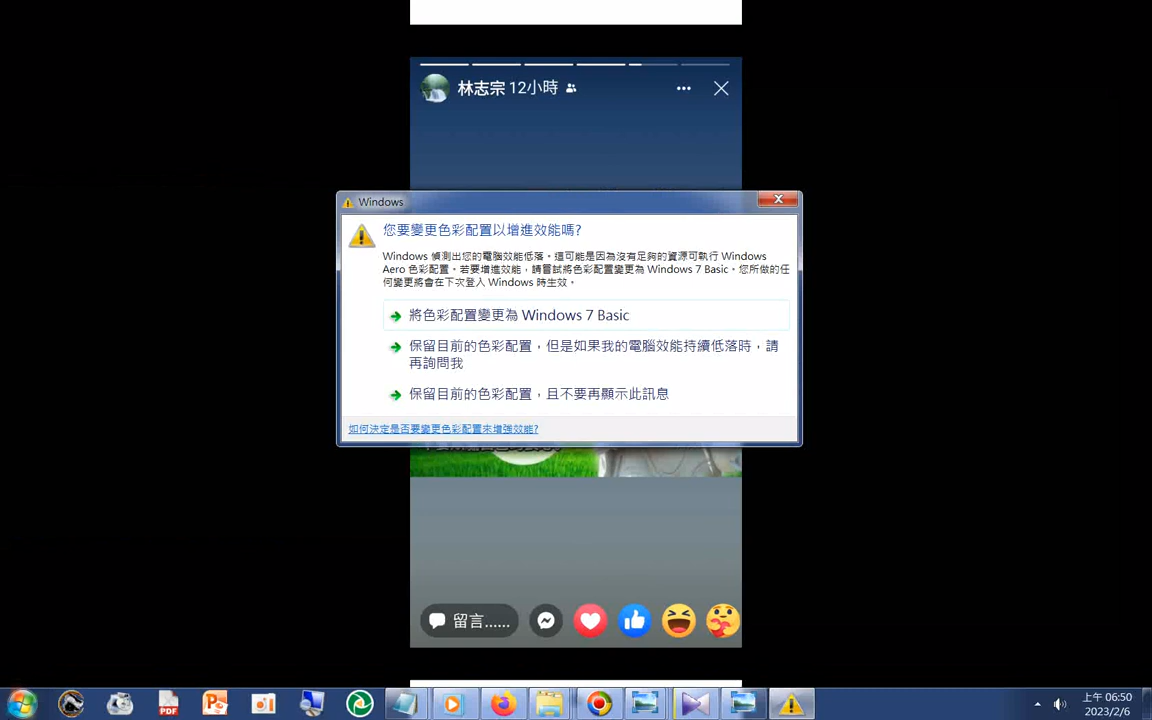 林志宗 12小時
Windows
您要變更色彩配置以增進效能嗎?
Windows 偵測出您的電腦效能低落。這可能是因為沒有足夠的資源可執行 Windows
Aero 色彩配置。若要增進效能，請嘗試將色彩配置變更為 Windows 7 Basic。您所做的任
何變更將會在下次登入 Windows 時生效。
將色彩配置變更為 Windows 7 Basic
保留目前的色彩配置，但是如果我的電腦效能持續低落時，請
再詢問我
保留目前的色彩配置，且不要再顯示此訊息
如何決定是否要變更色彩配置來增強效能?
留言......
PDF
上午 06:50
2023/2/6